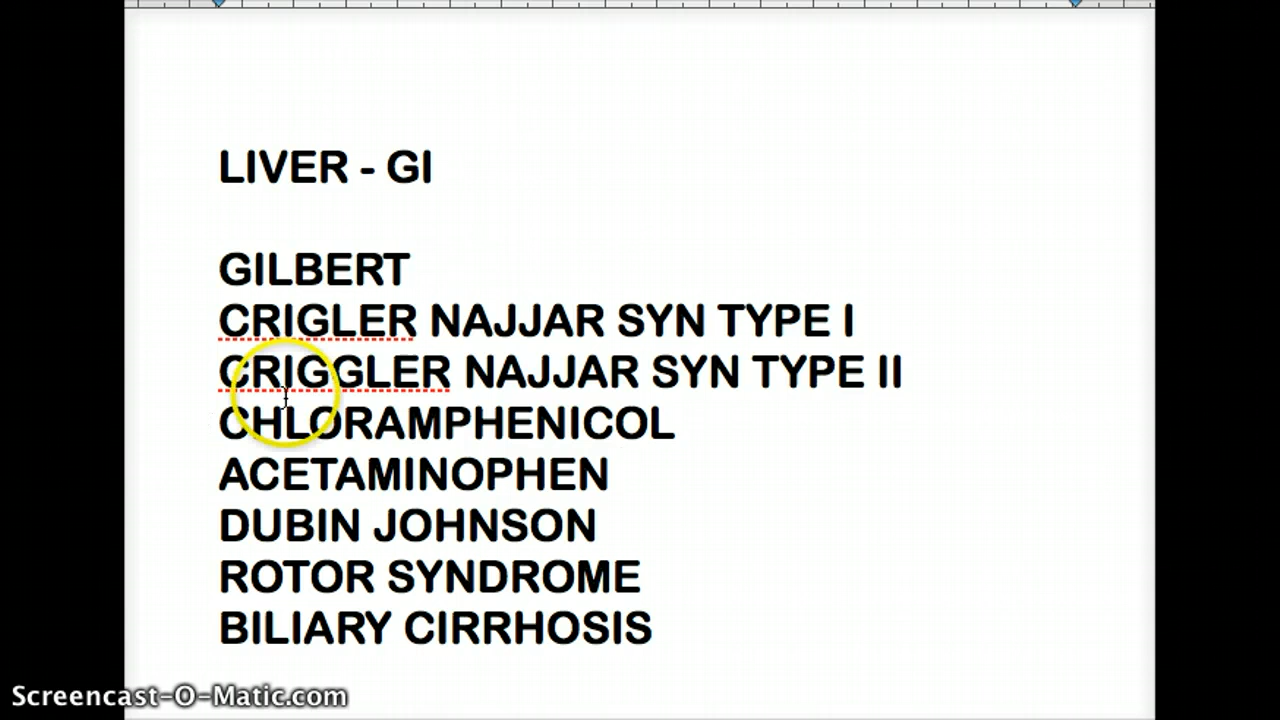 LIVER - GI
GILBERT
CRIGLER NAJJAR SYN TYPE I
CRIGGLER NAJJAR SYN TYPE II
CHLORAMPHENICOL
ACETAMINOPHEN
DUBIN JOHNSON
ROTOR SYNDROME
BILIARY CIRRHOSIS
Screencast-O-Matic.com